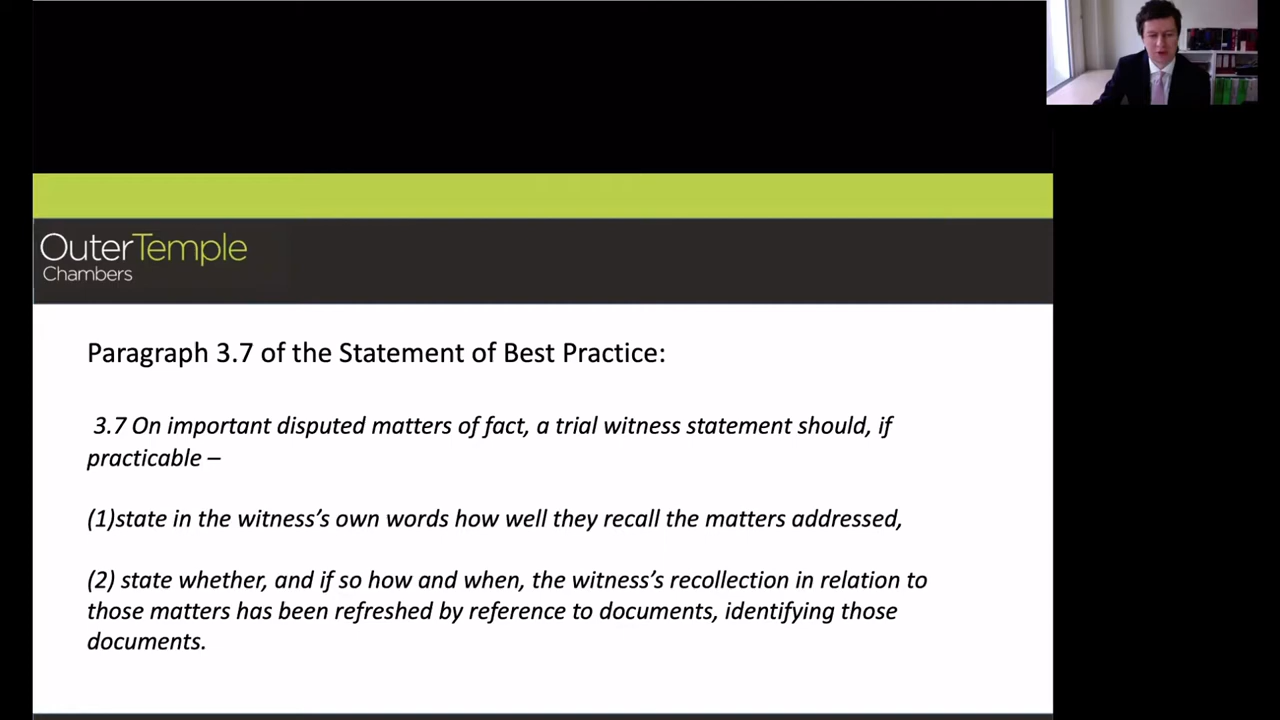 OuterTemple
Chambers
Paragraph 3.7 of the Statement of Best Practice:
3.7 On important disputed matters of fact, a trial witness statement should, if
practicable –
(1)state in the witness’s own words how well they recall the matters addressed,
(2) state whether, and if so how and when, the witness’s recollection in relation to
those matters has been refreshed by reference to documents, identifying those
documents.